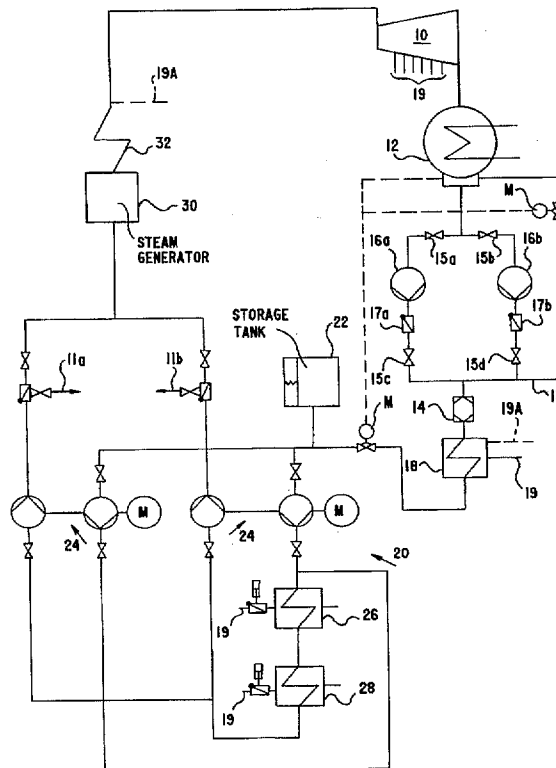 10
19A
19
32
12
M
30
STEAM
GENERATOR
16a
16b
15a
15b
STORAGE
TANK
22
17a
17b
11a
11b
15c
15d
M
14
19A
18
19
M
M
24
24
20
19
26
19
28